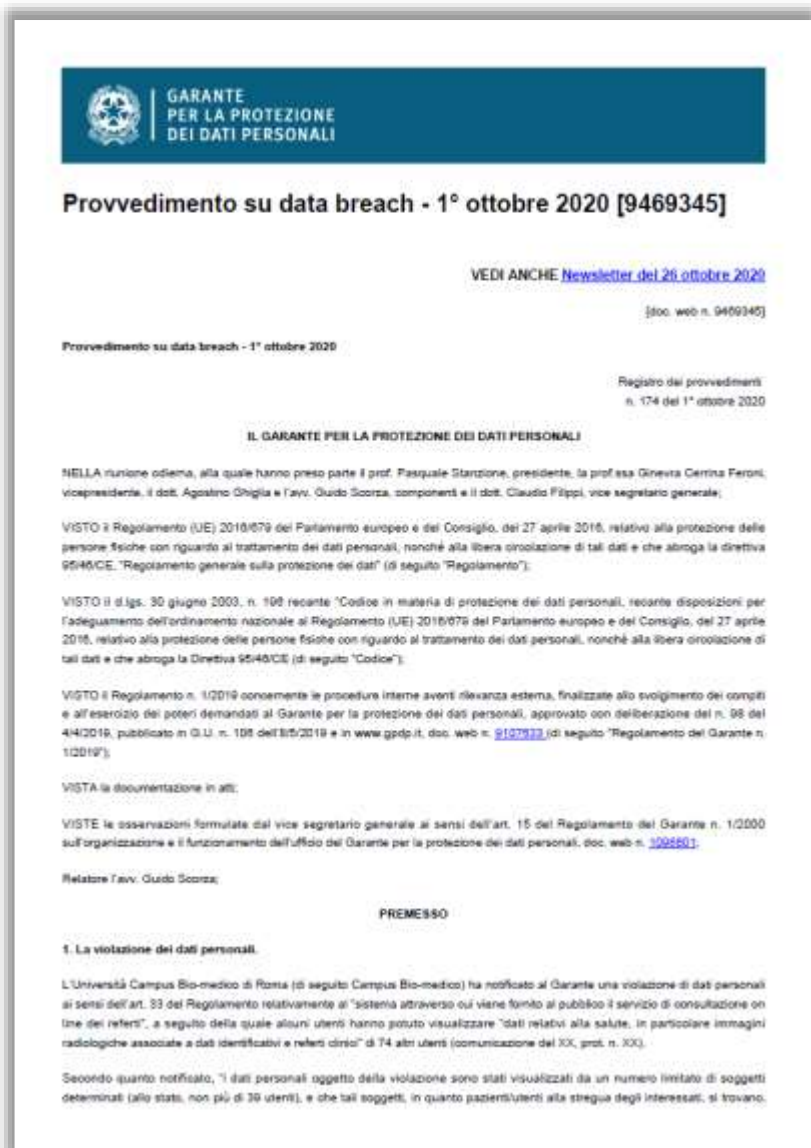 GARANTE
PER LA PROTEZIONE
DEI DATI PERSONALI
Provvedimento su data breach - 1° ottobre 2020 [9469345]
VEDI ANCHE Newsletter del 26 ottobre 2020
[doc. web n. 9469345]
Provvedimento su data breach - 1° ottobre 2020
Registro dei provvedimenti
n. 174 del 1° ottobre 2020
IL GARANTE PER LA PROTEZIONE DEI DATI PERSONALI
NELLA riunione odierna, alla quale hanno preso parte il prof. Pasquale Stanzione, presidente, la prof.ssa Ginevra Cerrina Feroni,
vicepresidente, il dott. Agostino Ghiglia e l'avv. Guido Scorza, componenti e il dott. Claudio Filippi, vice segretario generale;
VISTO il Regolamento (UE) 2016/679 del Parlamento europeo e del Consiglio, del 27 aprile 2016, relativo alla protezione delle
persone fisiche con riguardo al trattamento dei dati personali, nonché alla libera circolazione di tali dati e che abroga la direttiva
95/46/CE, "Regolamento generale sulla protezione dei dati" (di seguito "Regolamento");
VISTO il d.lgs. 30 giugno 2003, n. 196 recante "Codice in materia di protezione dei dati personali, recante disposizioni per
l'adeguamento dell'ordinamento nazionale al Regolamento (UE) 2016/679 del Parlamento europeo e del Consiglio, del 27 aprile
2016, relativo alla protezione delle persone fisiche con riguardo al trattamento dei dati personali, nonché alla libera circolazione di
tali dati e che abroga la Direttiva 95/46/CE (di seguito "Codice");
VISTO il Regolamento n. 1/2019 concernente le procedure interne aventi rilevanza esterna, finalizzate allo svolgimento dei compiti
e all'esercizio dei poteri demandati al Garante per la protezione dei dati personali, approvato con deliberazione del n. 98 del
4/4/2019, pubblicato in G.U. n. 106 dell'8/5/2019 e in www.gpdp.it, doc. web n. 9107633 (di seguito "Regolamento del Garante n.
1/2019");
VISTA la documentazione in atti;
VISTE le osservazioni formulate dal vice segretario generale ai sensi dell'art. 15 del Regolamento del Garante n. 1/2000
sull'organizzazione e il funzionamento dell'ufficio del Garante per la protezione dei dati personali, doc. web n. 1098801;
Relatore l'avv. Guido Scorza;
PREMESSO
1. La violazione dei dati personali.
L'Università Campus Bio-medico di Roma (di seguito Campus Bio-medico) ha notificato al Garante una violazione di dati personali
ai sensi dell'art. 33 del Regolamento relativamente al "sistema attraverso cui viene fornito al pubblico il servizio di consultazione on
line dei referti", a seguito della quale alcuni utenti hanno potuto visualizzare "dati relativi alla salute, in particolare immagini
radiologiche associate a dati identificativi e referti clinici" di 74 altri utenti (comunicazione del XX, prot. n. XX).
Secondo quanto notificato, "i dati personali oggetto della violazione sono stati visualizzati da un numero limitato di soggetti
determinati (allo stato, non più di 39 utenti), e che tali soggetti, in quanto pazienti/utenti alla stregua degli interessati, si trovano,